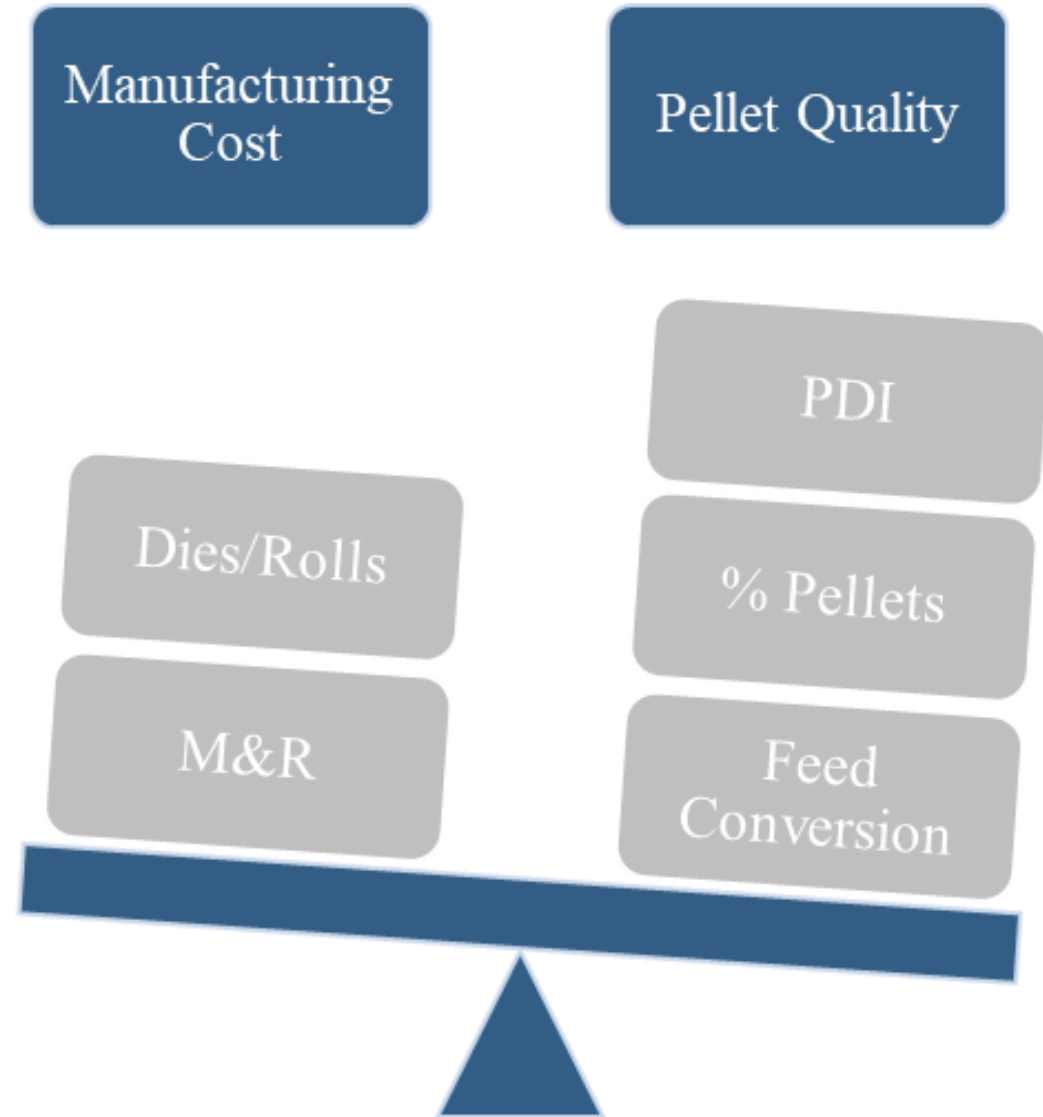 Manufacturing
Cost
Pellet Quality
PDI
Dies/Rolls
% Pellets
M&R
Feed
Conversion